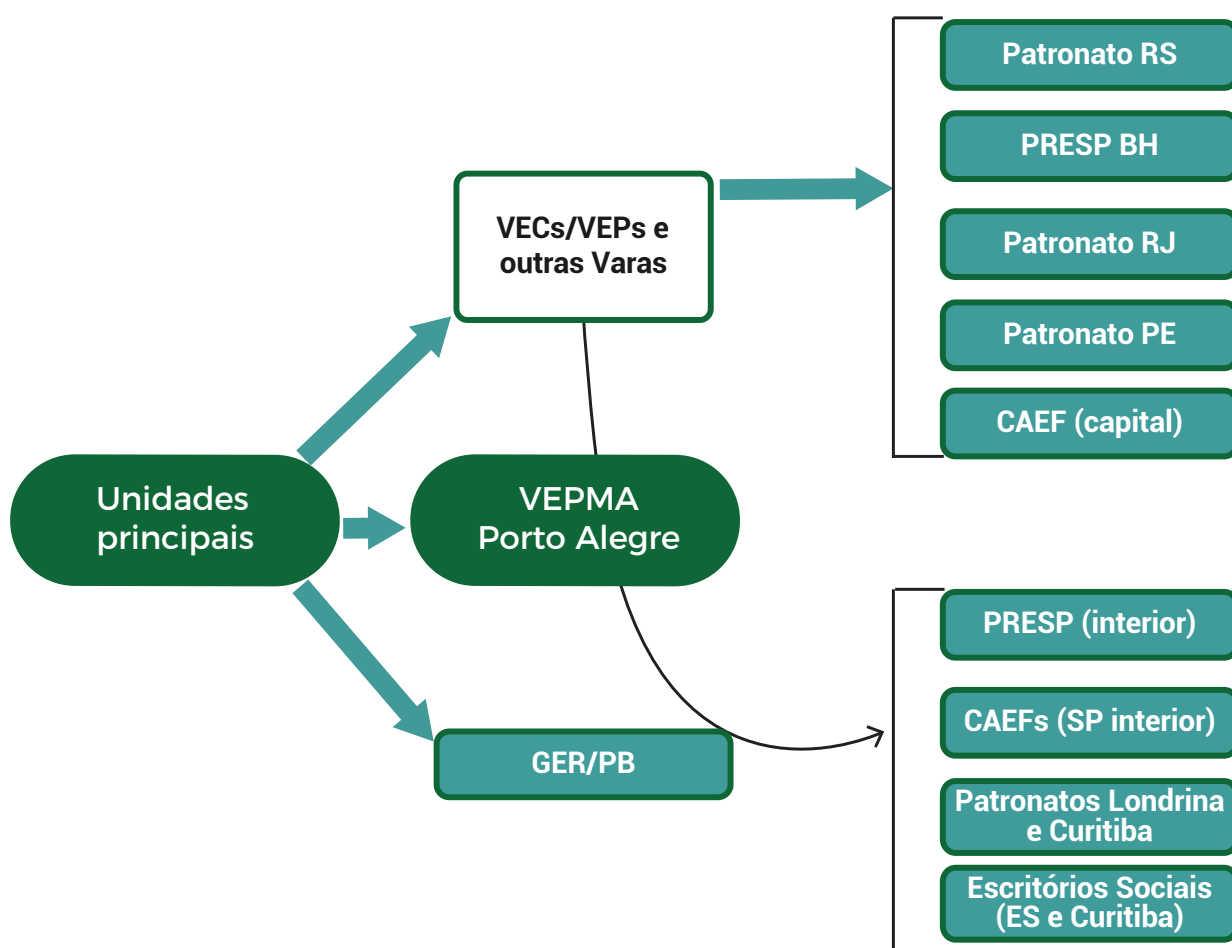 Unidades
principais
VECs/VEPs e
outras Varas
VEPMA
Porto Alegre
GER/PB
Patronato RS
PRESP BH
Patronato RJ
Patronato PE
CAEF (capital)
PRESP (interior)
CAEFs (SP interior)
Patronatos Londrina
e Curitiba
Escritórios Sociais
(ES e Curitiba)